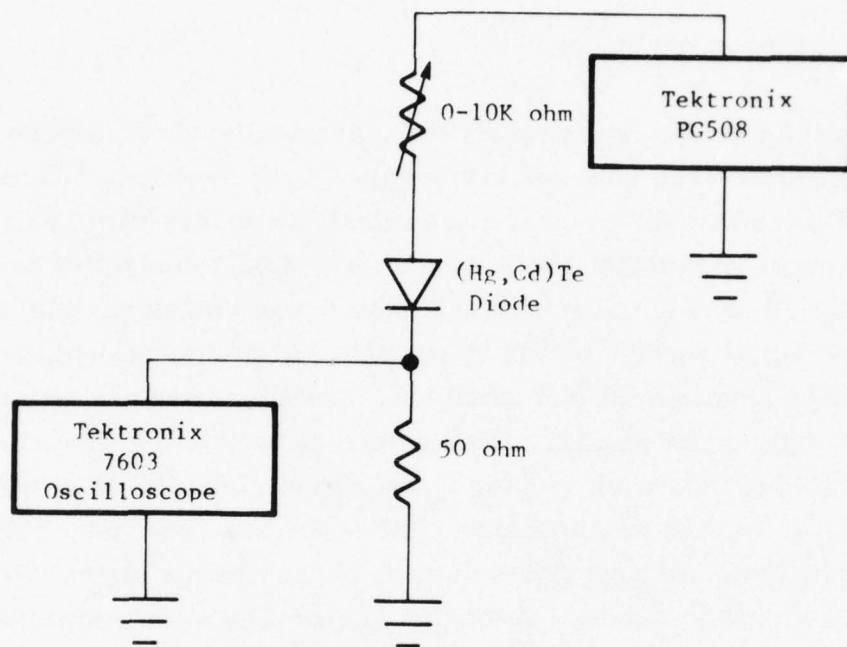 0-10K ohm
Tektronix
PG508
(Hg,Cd)Te
Diode
Tektronix
7603
Oscilloscope
50 ohm